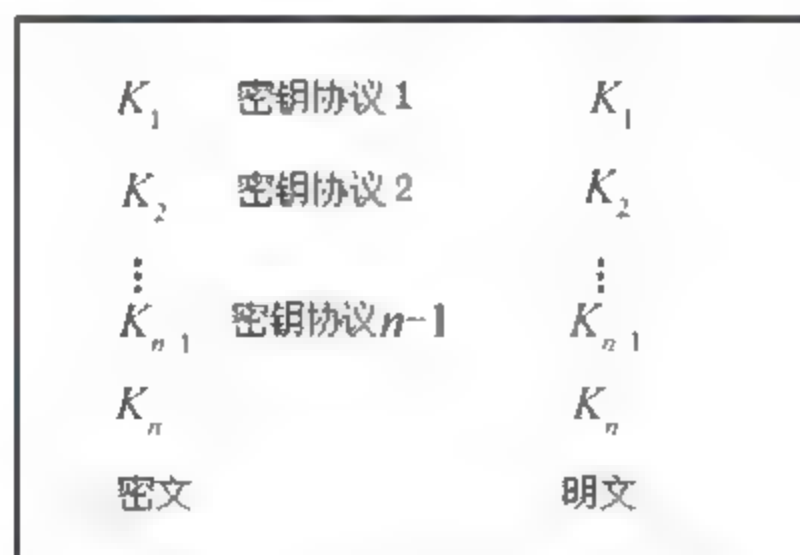 K₁ 密钥协议 1 K₁
K₂ 密钥协议 2 K₂
⋮ ⋮
Kₙ ₁ 密钥协议n-1 Kₙ ₁
Kₙ Kₙ
密文 明文